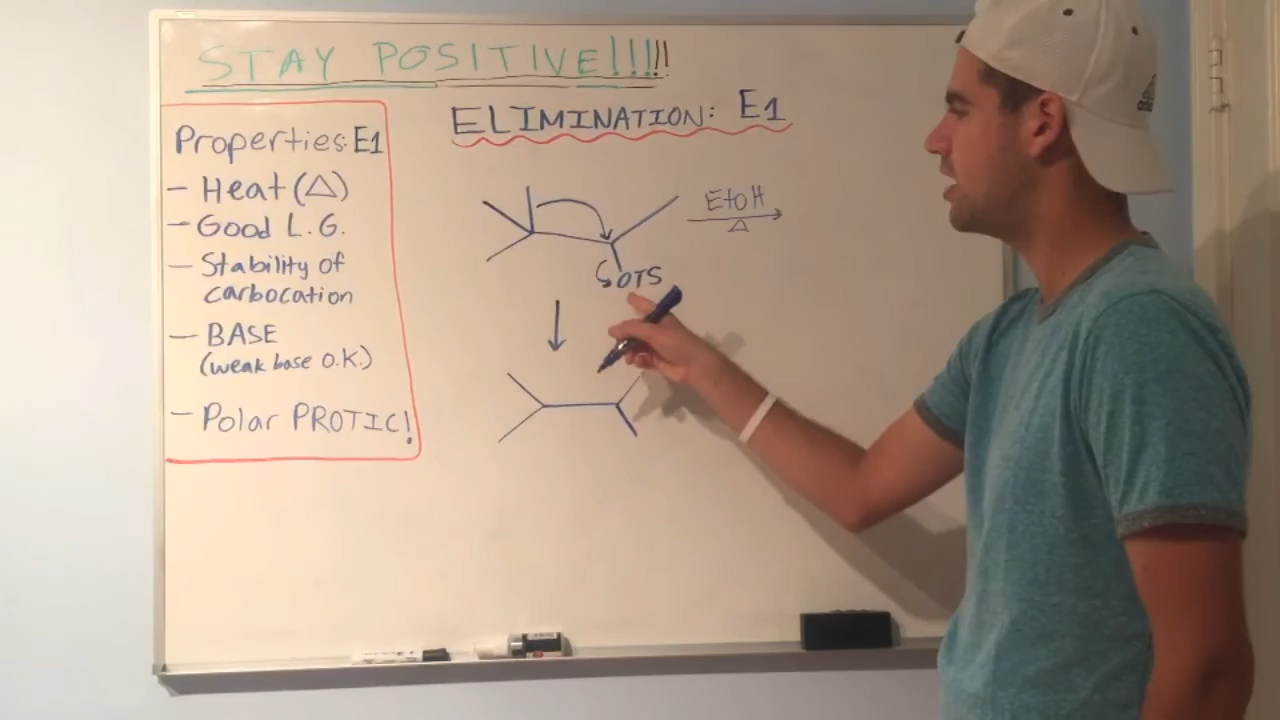 STAY POSITIVE!!!!!!
ELIMINATION: E1
Properties: E1
- Heat (△)
- Good L.G.
- Stability of
carbocation
- BASE
(weak base O.K.)
- Polar PROTIC!
EtOH
△
OTS